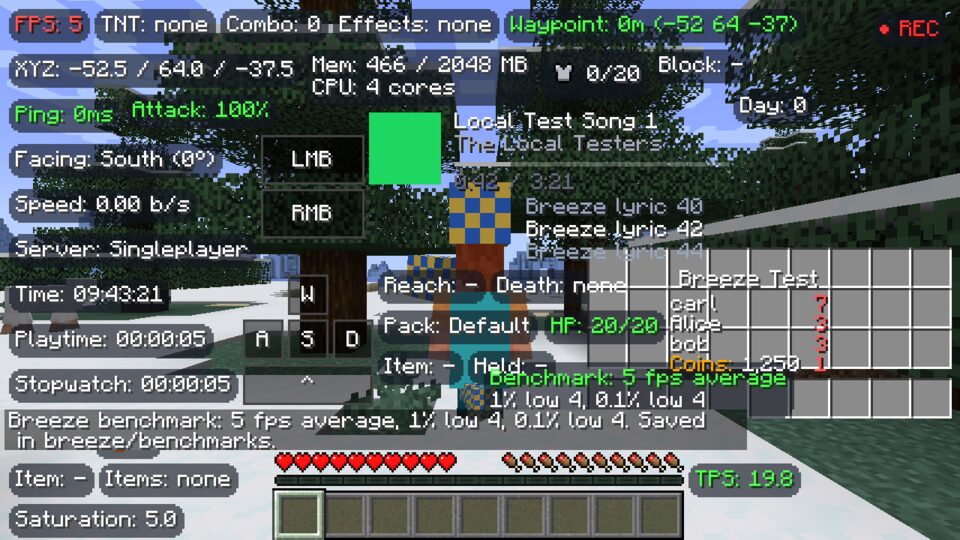 FPS: 5 TNT: none Combo: 0 Effects: none Waypoint: 0m (-52 64 -37) REC
XYZ: -52.5 / 64.0 / -37.5 Mem: 466 / 2048 MB 0/20 Block: -
CPU: 4 cores
Ping: 0ms Attack: 100% Day: 0
Local Test Song 1
The Local Testers
Facing: South (0°) LMB
0:42 / 3:21
Speed: 0.00 b/s RMB
Breeze lyric 40
Breeze lyric 42
Breeze lyric 44
Server: Singleplayer
Reach: - Death: none
Breeze Test
Time: 09:43:21 W
carl 7
Alice 3
bob 3
Coins: 1,250 1
Pack: Default HP: 20/20
Playtime: 00:00:05 A S D
Item: - Held: -
Stopwatch: 00:00:05 ^
Benchmark: 5 fps average
1% low 4, 0.1% low 4
Breeze benchmark: 5 fps average, 1% low 4, 0.1% low 4. Saved
in breeze/benchmarks.
Item: - Items: none TPS: 19.8
Saturation: 5.0